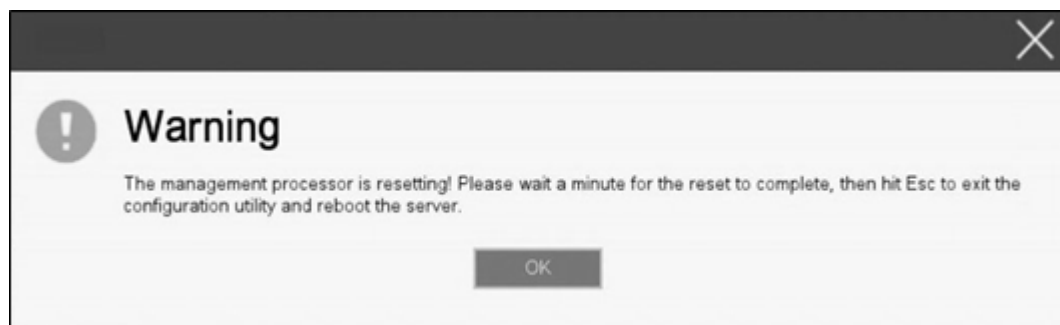 Warning
The management processor is resetting! Please wait a minute for the reset to complete, then hit Esc to exit the
configuration utility and reboot the server.
OK